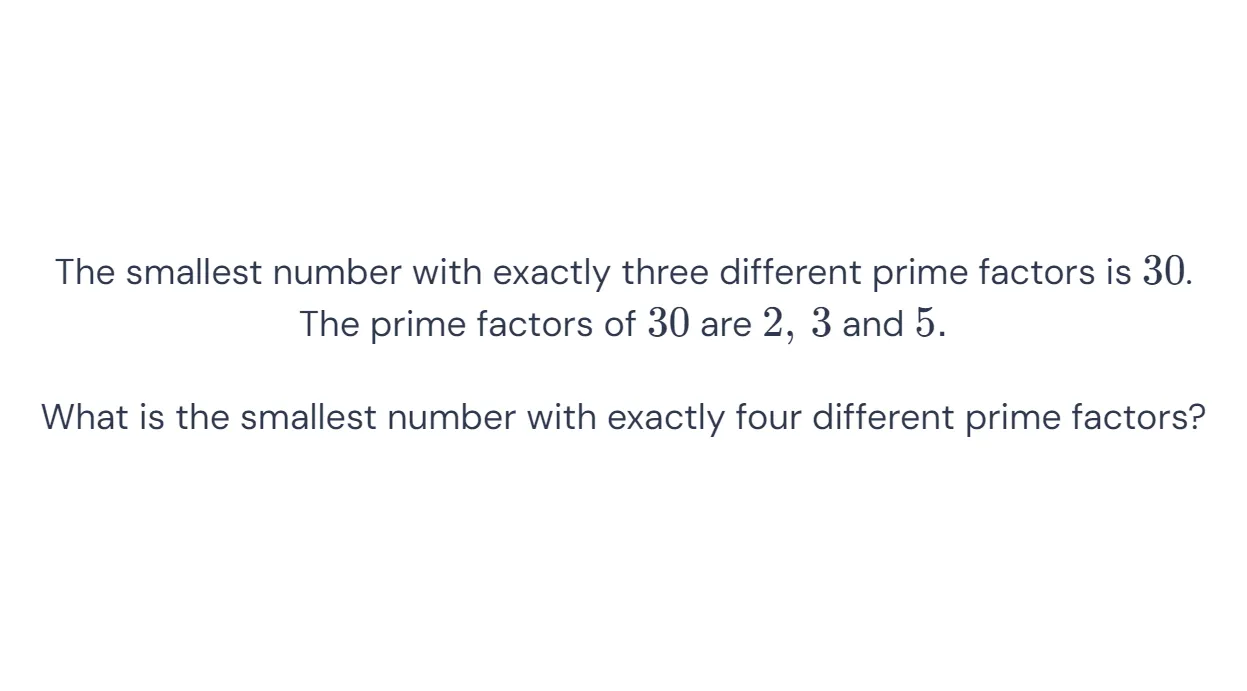 The smallest number with exactly three different prime factors is 30.
The prime factors of 30 are 2, 3 and 5.
What is the smallest number with exactly four different prime factors?